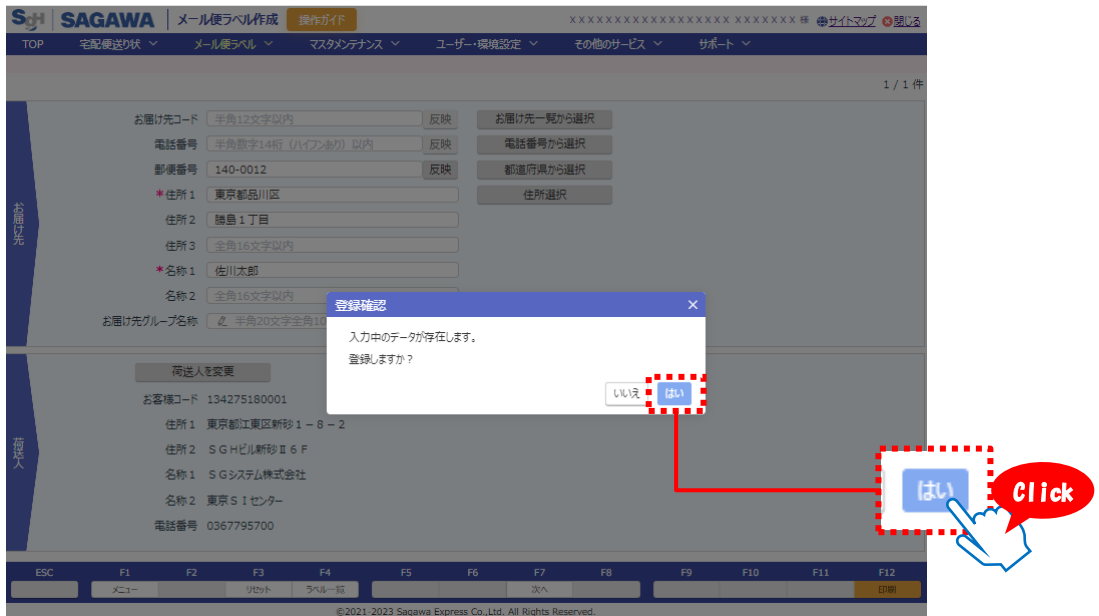 SGH SAGAWA メール便ラベル作成 操作ガイド XXXXXXXXXXXXXXXXXX XXXXXXX 様 サイトマップ 閉じる
TOP 宅配便送り状 メール便ラベル マスタメンテナンス ユーザー・環境設定 その他のサービス サポート
1 / 1 件
お届け先
お届け先コード 半角12文字以内 反映 お届け先一覧から選択
電話番号 半角数字14桁（ハイフンあり）以内 反映 電話番号から選択
郵便番号 140-0012 反映 都道府県から選択
*住所1 東京都品川区 住所選択
住所2 勝島１丁目
住所3 全角16文字以内
*名称1 佐川太郎
名称2 全角16文字以内
お届け先グループ名称 半角20文字全角10
登録確認 ×
入力中のデータが存在します。
登録しますか？
いいえ はい
荷送人
荷送人を変更
お客様コード 134275180001
住所1 東京都江東区新砂１－８－２
住所2 ＳＧＨビル新砂Ⅱ６Ｆ
名称1 ＳＧシステム株式会社
名称2 東京ＳＩセンター
電話番号 0367795700
はい
Click
ESC F1 F2 F3 F4 F5 F6 F7 F8 F9 F10 F11 F12
メニュー リセット ラベル一覧 次へ 印刷
©2021-2023 Sagawa Express Co.,Ltd. All Rights Reserved.